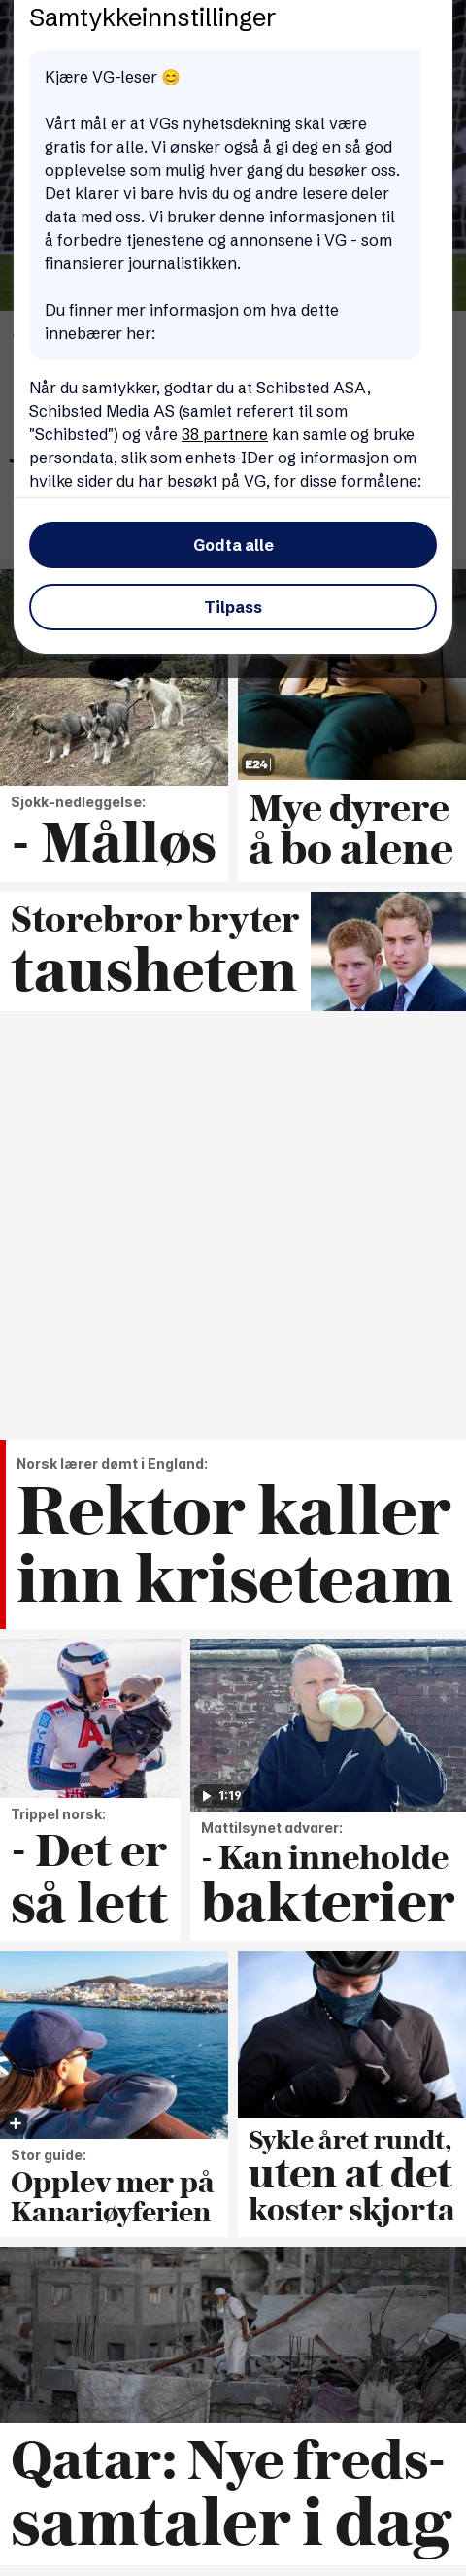 Samtykkeinnstillinger
Kjære VG-leser 😊
Vårt mål er at VGs nyhetsdekning skal være
gratis for alle. Vi ønsker også å gi deg en så god
opplevelse som mulig hver gang du besøker oss.
Det klarer vi bare hvis du og andre lesere deler
data med oss. Vi bruker denne informasjonen til
å forbedre tjenestene og annonsene i VG - som
finansierer journalistikken.
Du finner mer informasjon om hva dette
innebærer her:
Når du samtykker, godtar du at Schibsted ASA,
Schibsted Media AS (samlet referert til som
"Schibsted") og våre 38 partnere kan samle og bruke
persondata, slik som enhets-IDer og informasjon om
hvilke sider du har besøkt på VG, for disse formålene:
Godta alle
Tilpass
Sjokk-nedleggelse:
- Målløs
E24
Mye dyrere
å bo alene
Storebror bryter
tausheten
Norsk lærer dømt i England:
Rektor kaller
inn kriseteam
Trippel norsk:
- Det er
så lett
1:19
Mattilsynet advarer:
- Kan inneholde
bakterier
Stor guide:
Opplev mer på
Kanariøyferien
Sykle året rundt,
uten at det
koster skjorta
Qatar: Nye freds-
samtaler i dag